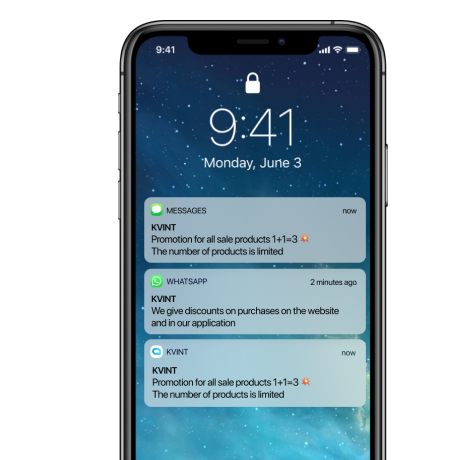 9:41
9:41
Monday, June 3
MESSAGES now
KVINT
Promotion for all sale products 1+1=3 💥
The number of products is limited
WHATSAPP 2 minutes ago
KVINT
We give discounts on purchases on the website
and in our application
KVINT now
KVINT
Promotion for all sale products 1+1=3 💥
The number of products is limited